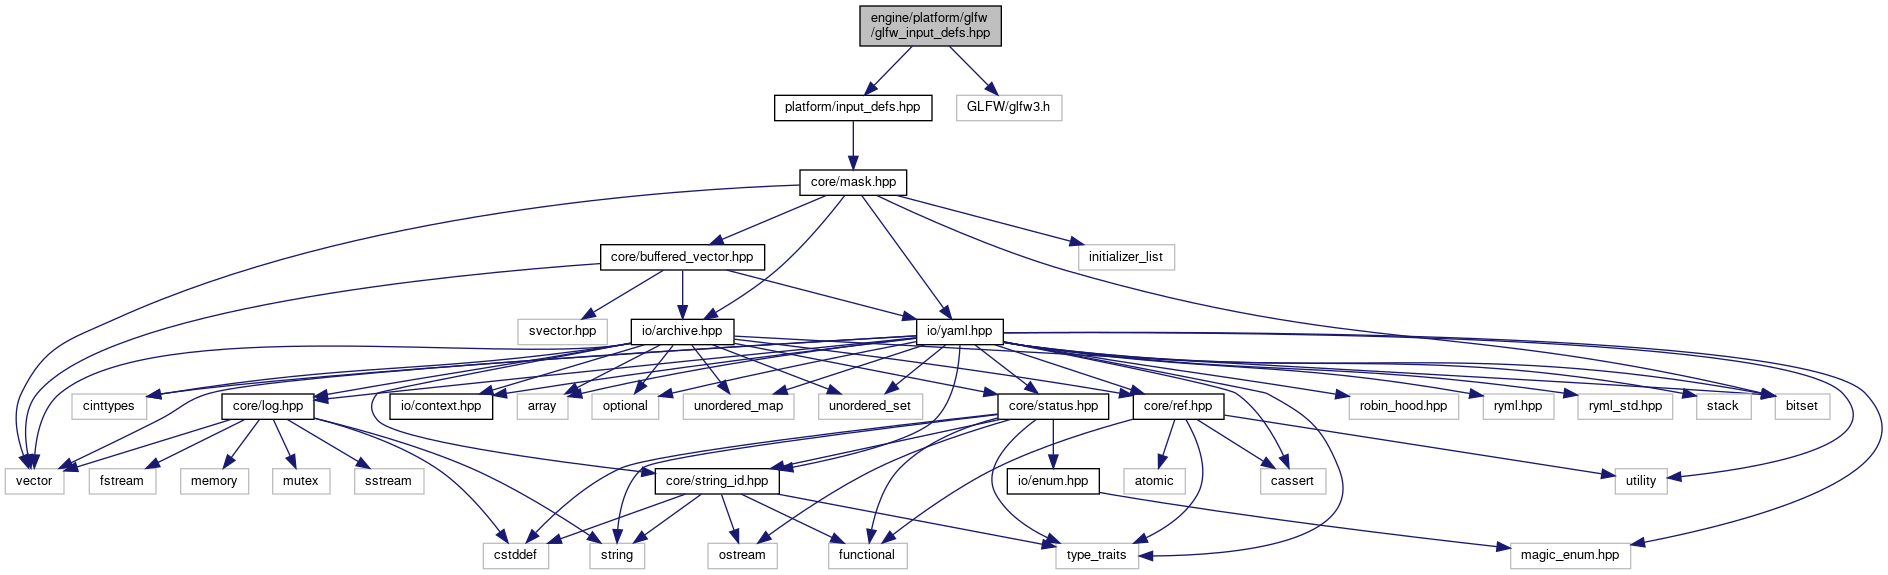 engine/platform/glfw
/glfw_input_defs.hpp
platform/input_defs.hpp
GLFW/glfw3.h
core/mask.hpp
core/buffered_vector.hpp
initializer_list
svector.hpp
io/archive.hpp
io/yaml.hpp
cinttypes
core/log.hpp
io/context.hpp
array
optional
unordered_map
unordered_set
core/status.hpp
core/ref.hpp
robin_hood.hpp
ryml.hpp
ryml_std.hpp
stack
bitset
vector
fstream
memory
mutex
sstream
core/string_id.hpp
io/enum.hpp
atomic
cassert
utility
cstddef
string
ostream
functional
type_traits
magic_enum.hpp